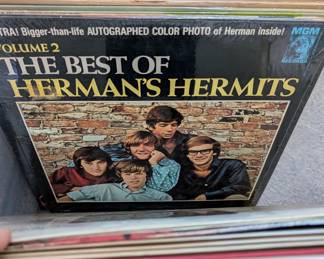 TRA! Bigger-than-life AUTOGRAPHED COLOR PHOTO of Herman inside!
MGM
VOLUME 2
THE BEST OF
HERMAN'S HERMITS